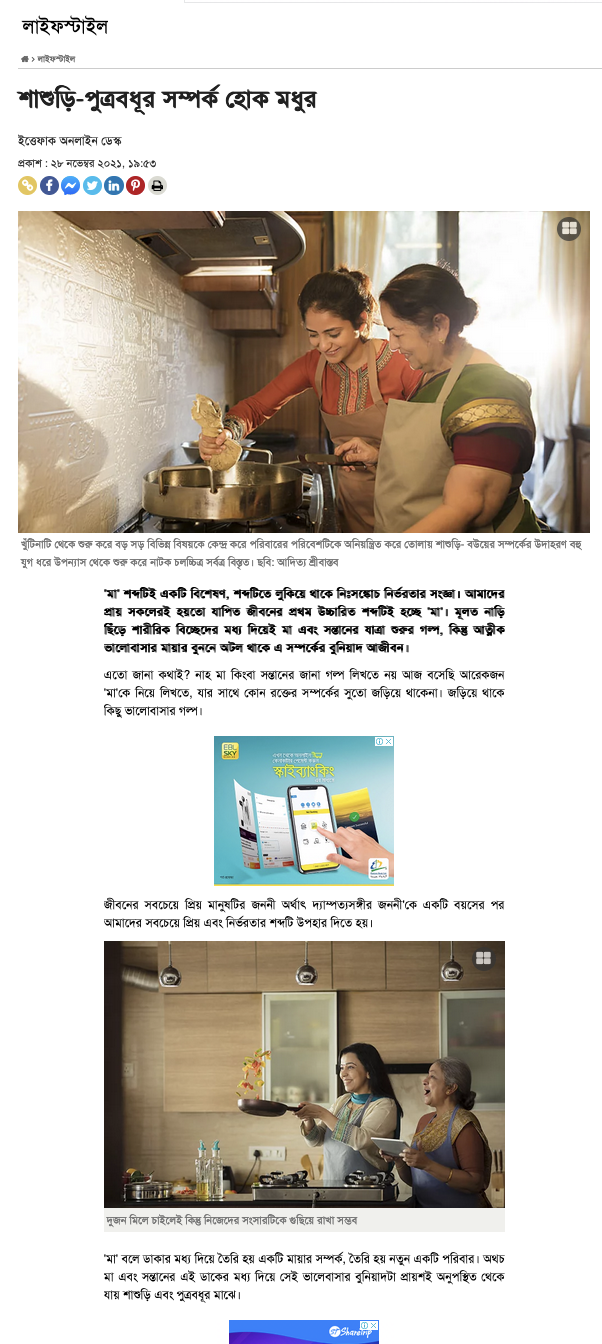 লাইফস্টাইল
› লাইফস্টাইল
শাশুড়ি-পুত্রবধূর সম্পর্ক হোক মধুর
ইত্তেফাক অনলাইন ডেস্ক
প্রকাশ : ২৮ নভেম্বর ২০২১, ১৯:৫৩
খুঁটিনাটি থেকে শুরু করে বড় সড় বিভিন্ন বিষয়কে কেন্দ্র করে পরিবারের পরিবেশটিকে অনিয়ন্ত্রিত করে তোলায় শাশুড়ি- বউয়ের সম্পর্কের উদাহরণ বহু
যুগ ধরে উপন্যাস থেকে শুরু করে নাটক চলচ্চিত্র সর্বত্র বিস্তৃত। ছবি: আদিত্য শ্রীবাস্তব
'মা' শব্দটিই একটি বিশেষণ, শব্দটিতে লুকিয়ে থাকে নিঃসঙ্কোচ নির্ভরতার সংজ্ঞা। আমাদের
প্রায় সকলেরই হয়তো যাপিত জীবনের প্রথম উচ্চারিত শব্দটিই হচ্ছে 'মা'। মূলত নাড়ি
ছিঁড়ে শারীরিক বিচ্ছেদের মধ্য দিয়েই মা এবং সন্তানের যাত্রা শুরুর গল্প, কিন্তু আত্নীক
ভালোবাসার মায়ার বুননে অটল থাকে এ সম্পর্কের বুনিয়াদ আজীবন।
এতো জানা কথাই? নাহ মা কিংবা সন্তানের জানা গল্প লিখতে নয় আজ বসেছি আরেকজন
'মা'কে নিয়ে লিখতে, যার সাথে কোন রক্তের সম্পর্কের সুতো জড়িয়ে থাকেনা। জড়িয়ে থাকে
কিছু ভালোবাসার গল্প।
EBL
SKY
স্কাইব্যাংকিং
জীবনের সবচেয়ে প্রিয় মানুষটির জননী অর্থাৎ দ্যাম্পত্যসঙ্গীর জননী'কে একটি বয়সের পর
আমাদের সবচেয়ে প্রিয় এবং নির্ভরতার শব্দটি উপহার দিতে হয়।
দুজন মিলে চাইলেই কিন্তু নিজেদের সংসারটিকে গুছিয়ে রাখা সম্ভব
'মা' বলে ডাকার মধ্য দিয়ে তৈরি হয় একটি মায়ার সম্পর্ক, তৈরি হয় নতুন একটি পরিবার। অথচ
মা এবং সন্তানের এই ডাকের মধ্য দিয়ে সেই ভালেবাসার বুনিয়াদটা প্রায়শই অনুপস্থিত থেকে
যায় শাশুড়ি এবং পুত্রবধূর মাঝে।
ST ShareTrip